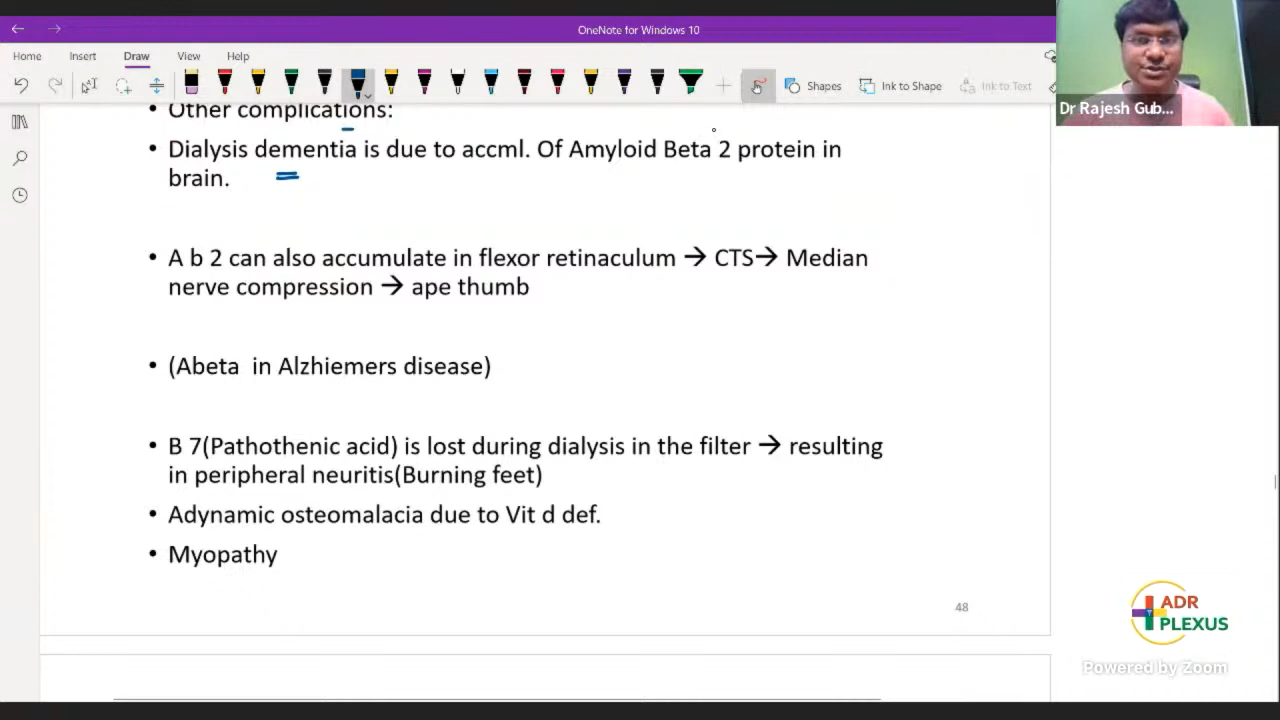 OneNote for Windows 10
Home Insert Draw View Help
Shapes Ink to Shape Ink to Text
Dr Rajesh Gub...
• Other complications:
• Dialysis dementia is due to accml. Of Amyloid Beta 2 protein in
brain.
• A b 2 can also accumulate in flexor retinaculum → CTS→ Median
nerve compression → ape thumb
• (Abeta in Alzhiemers disease)
• B 7(Pathothenic acid) is lost during dialysis in the filter → resulting
in peripheral neuritis(Burning feet)
• Adynamic osteomalacia due to Vit d def.
• Myopathy
48
ADR
PLEXUS
Powered by Zoom